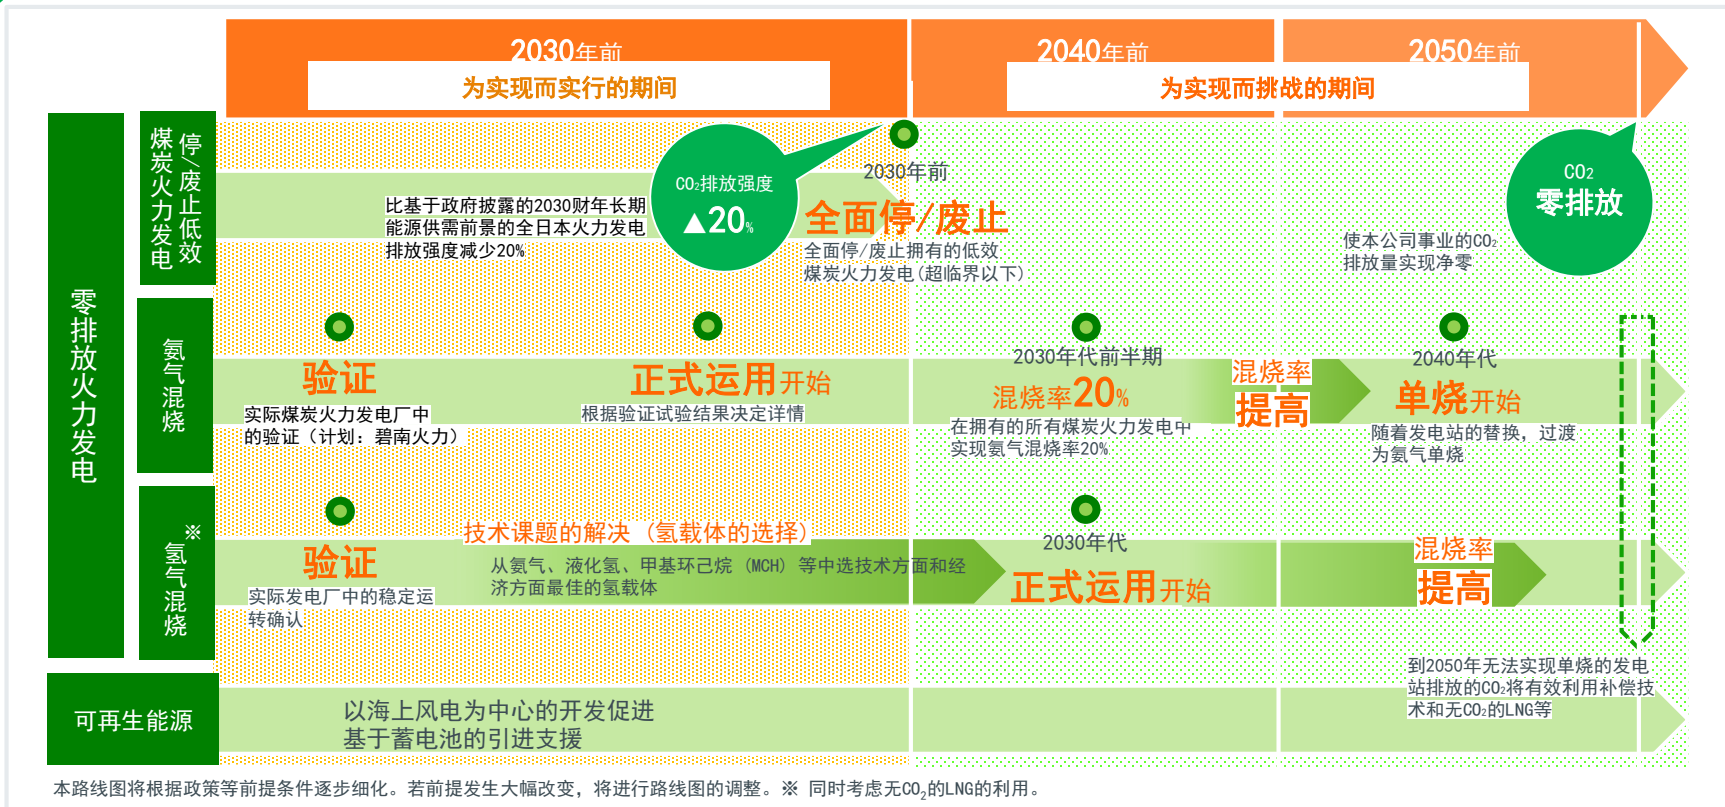 2030年前
为实现而实行的期间
2040年前
2050年前
为实现而挑战的期间
零排放火力发电
停/废止低效
煤炭火力发电
比基于政府披露的2030财年长期
能源供需前景的全日本火力发电
排放强度减少20%
CO₂排放强度
▲20%
2030年前
全面停/废止
全面停/废止拥有的低效
煤炭火力发电(超临界以下)
使本公司事业的CO₂
排放量实现净零
CO₂
零排放
氨气混烧
验证
实际煤炭火力发电厂中
的验证（计划：碧南火力）
正式运用开始
根据验证试验结果决定详情
2030年代前半期
混烧率20%
在拥有的所有煤炭火力发电中
实现氨气混烧率20%
混烧率
提高
2040年代
单烧开始
随着发电站的替换，过渡
为氨气单烧
氢气混烧※
验证
实际发电厂中的稳定运
转确认
技术课题的解决（氢载体的选择）
从氨气、液化氢、甲基环己烷（MCH）等中选技术方面和经
济方面最佳的氢载体
2030年代
正式运用开始
混烧率
提高
到2050年无法实现单烧的发电
站排放的CO₂将有效利用补偿技
术和无CO₂的LNG等
可再生能源
以海上风电为中心的开发促进
基于蓄电池的引进支援
本路线图将根据政策等前提条件逐步细化。若前提发生大幅改变，将进行路线图的调整。※ 同时考虑无CO₂的LNG的利用。